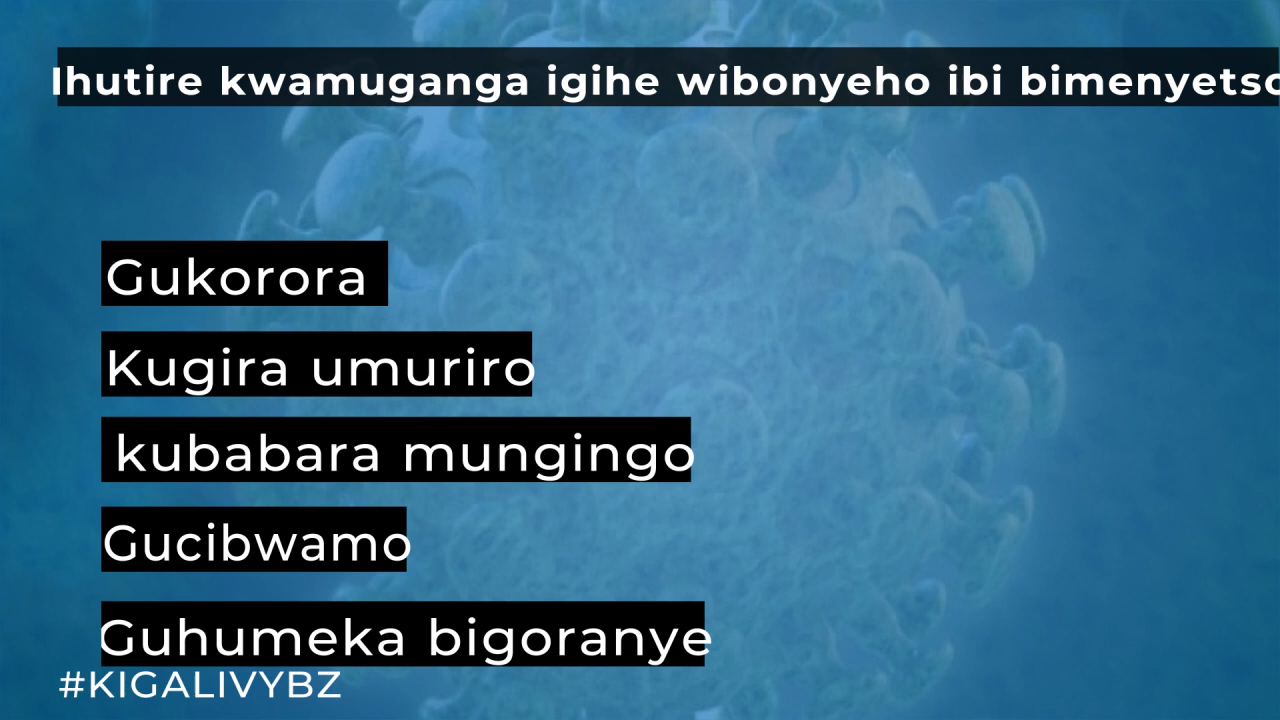 Ihutire kwamuganga igihe wibonyeho ibi bimenyetso
Gukorora
Kugira umuriro
kubabara mungingo
Gucibwamo
Guhumeka bigoranye
#KIGALIVYBZ